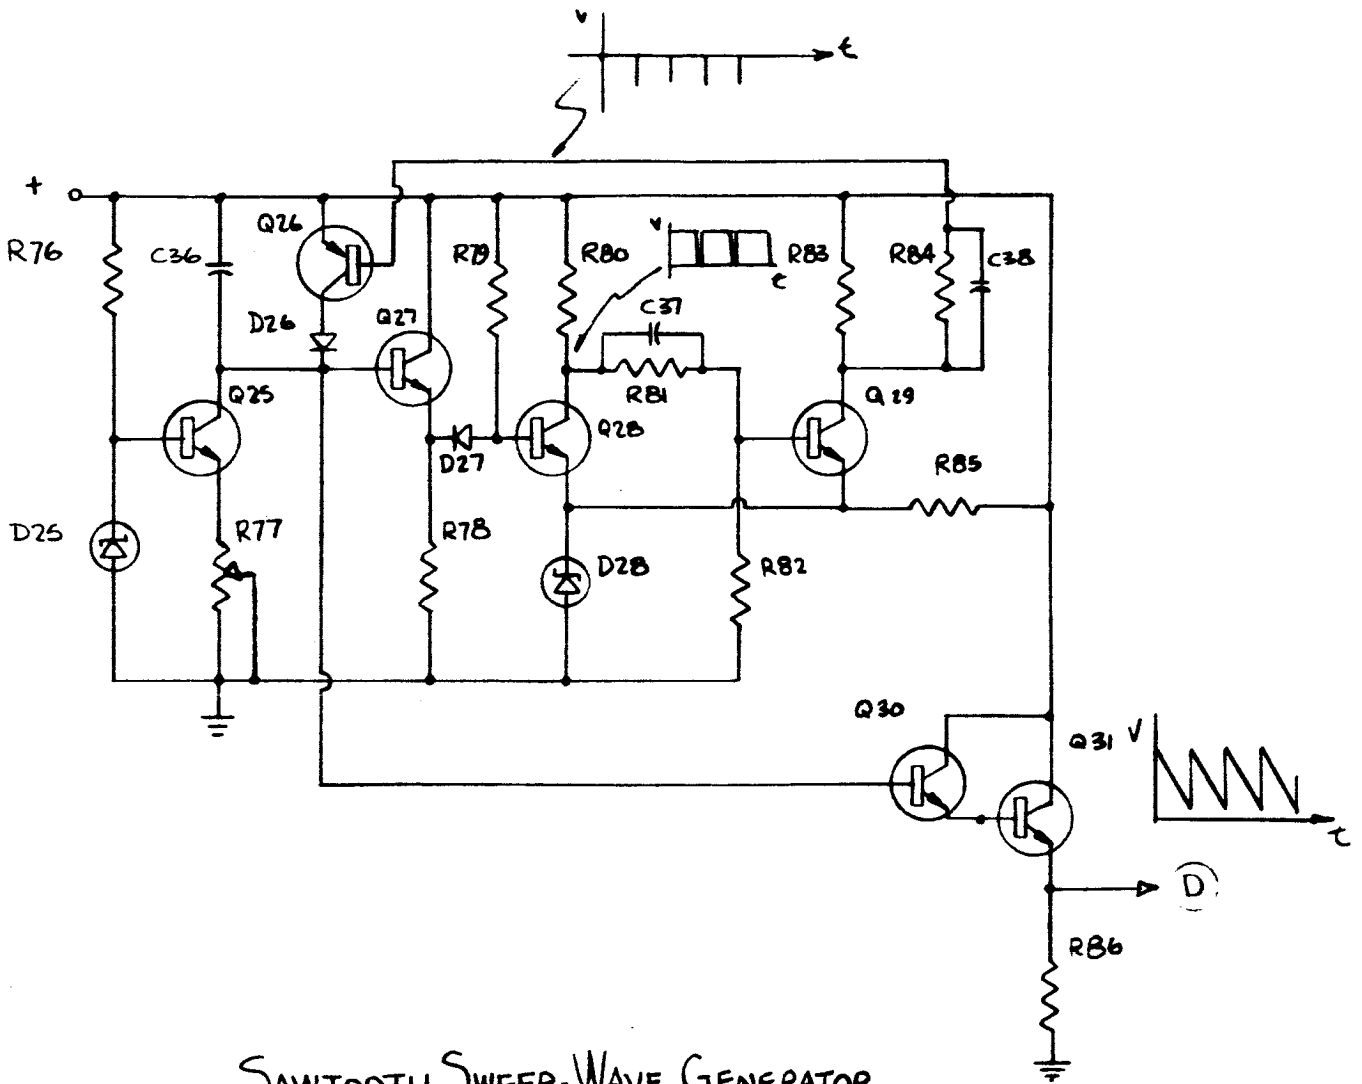 V
t
+
Q26
R76
C36
R79
R80
V
R83
R84
C38
t
D26
Q27
C37
Q25
R81
Q29
Q28
D27
R85
D25
R77
R78
D28
R82
Q30
Q31
V
t
D
R86
SAWTOOTH SWEEP-WAVE GENERATOR